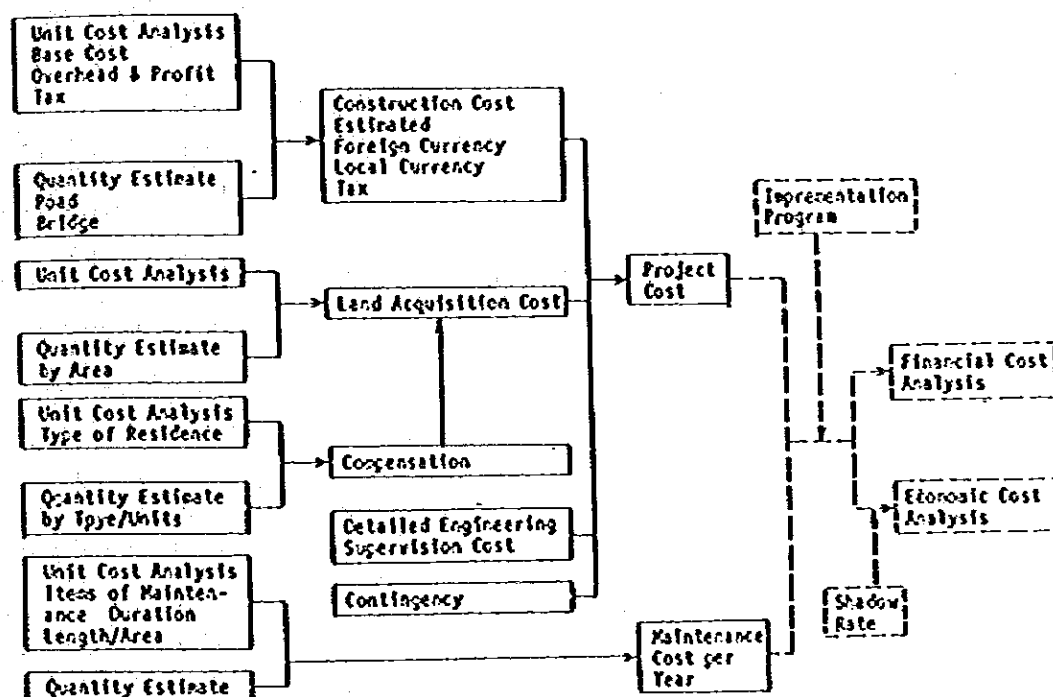 Unit Cost Analysis
Base Cost
Overhead & Profit
Tax
Quantity Estimate
Road
Bridge
Unit Cost Analysis
Quantity Estimate
by Area
Unit Cost Analysis
Type of Residence
Quantity Estimate
by Tpye/Units
Unit Cost Analysis
Items of Mainten-
ance Duration
Length/Area
Quantity Estimate
Construction Cost
Estimated
Foreign Currency
Local Currency
Tax
Land Acquisition Cost
Compensation
Detailed Engineering
Supervision Cost
Contingency
Project
Cost
Maintenance
Cost per
Year
Imprementation
Program
Financial Cost
Analysis
Economic Cost
Analysis
Shadow
Rate